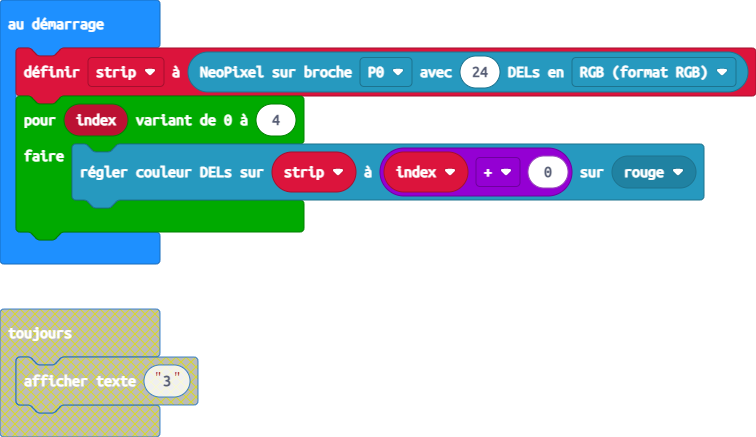 au démarrage
définir strip à NeoPixel sur broche P0 avec 24 DELs en RGB (format RGB)
pour index variant de 0 à 4
faire
régler couleur DELs sur strip à index + 0 sur rouge
toujours
afficher texte "3"